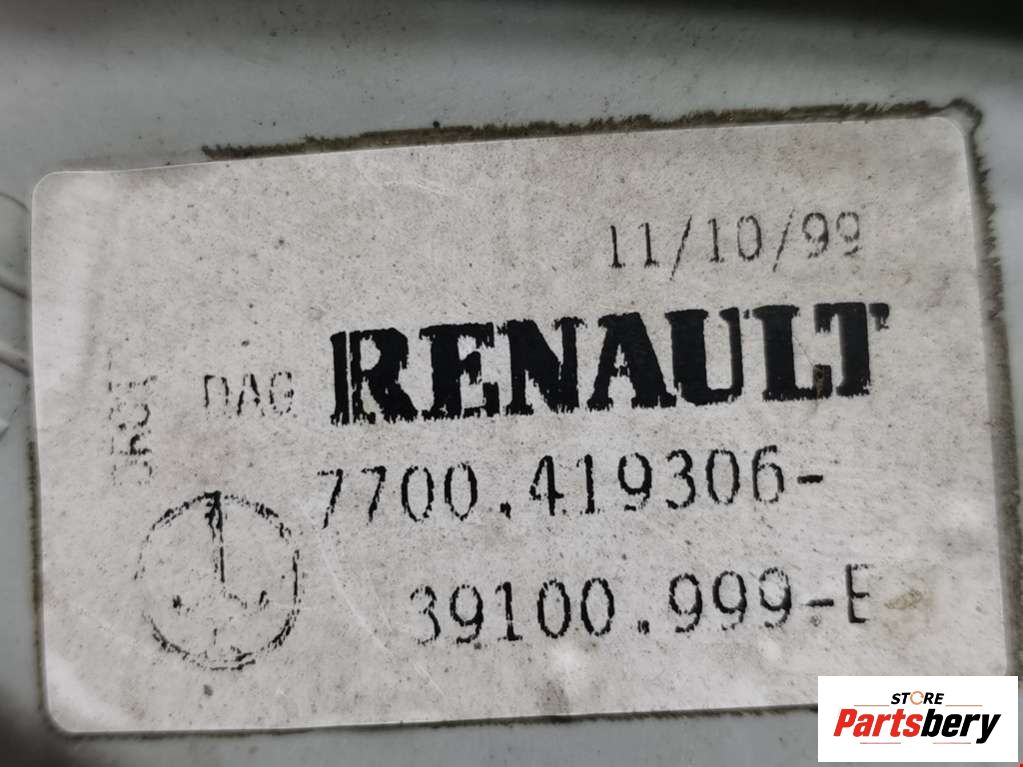 11/10/99
DAG RENAULT
7700.419306-
39100.999-E
STORE
Partsbery